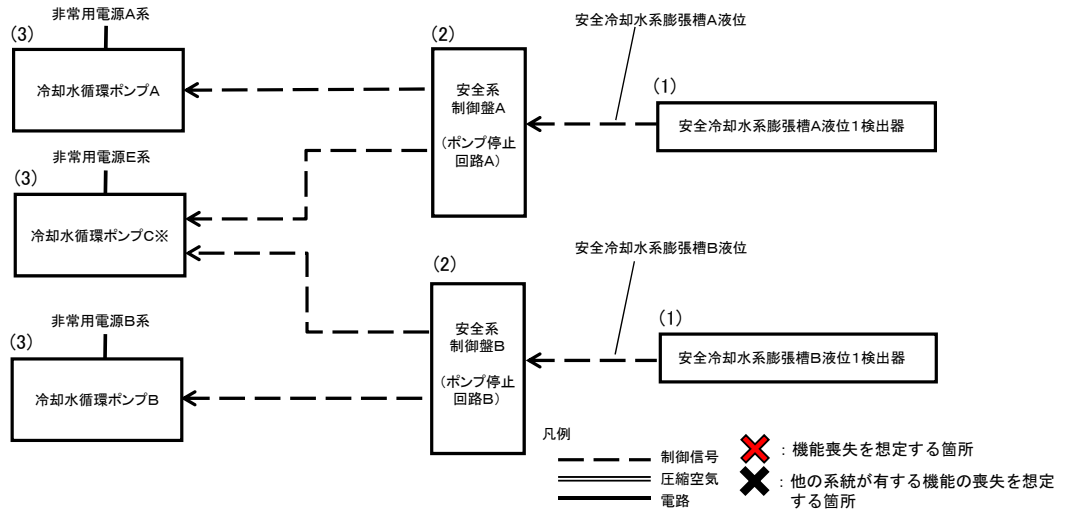 非常用電源A系
(3)
冷却水循環ポンプA
非常用電源E系
(3)
冷却水循環ポンプC※
非常用電源B系
(3)
冷却水循環ポンプB
(2)
安全系
制御盤A
(ポンプ停止
回路A)
(2)
安全系
制御盤B
(ポンプ停止
回路B)
安全冷却水系膨張槽A液位
(1)
安全冷却水系膨張槽A液位1検出器
安全冷却水系膨張槽B液位
(1)
安全冷却水系膨張槽B液位1検出器
凡例
制御信号
圧縮空気
電路
：機能喪失を想定する箇所
：他の系統が有する機能の喪失を想定
する箇所